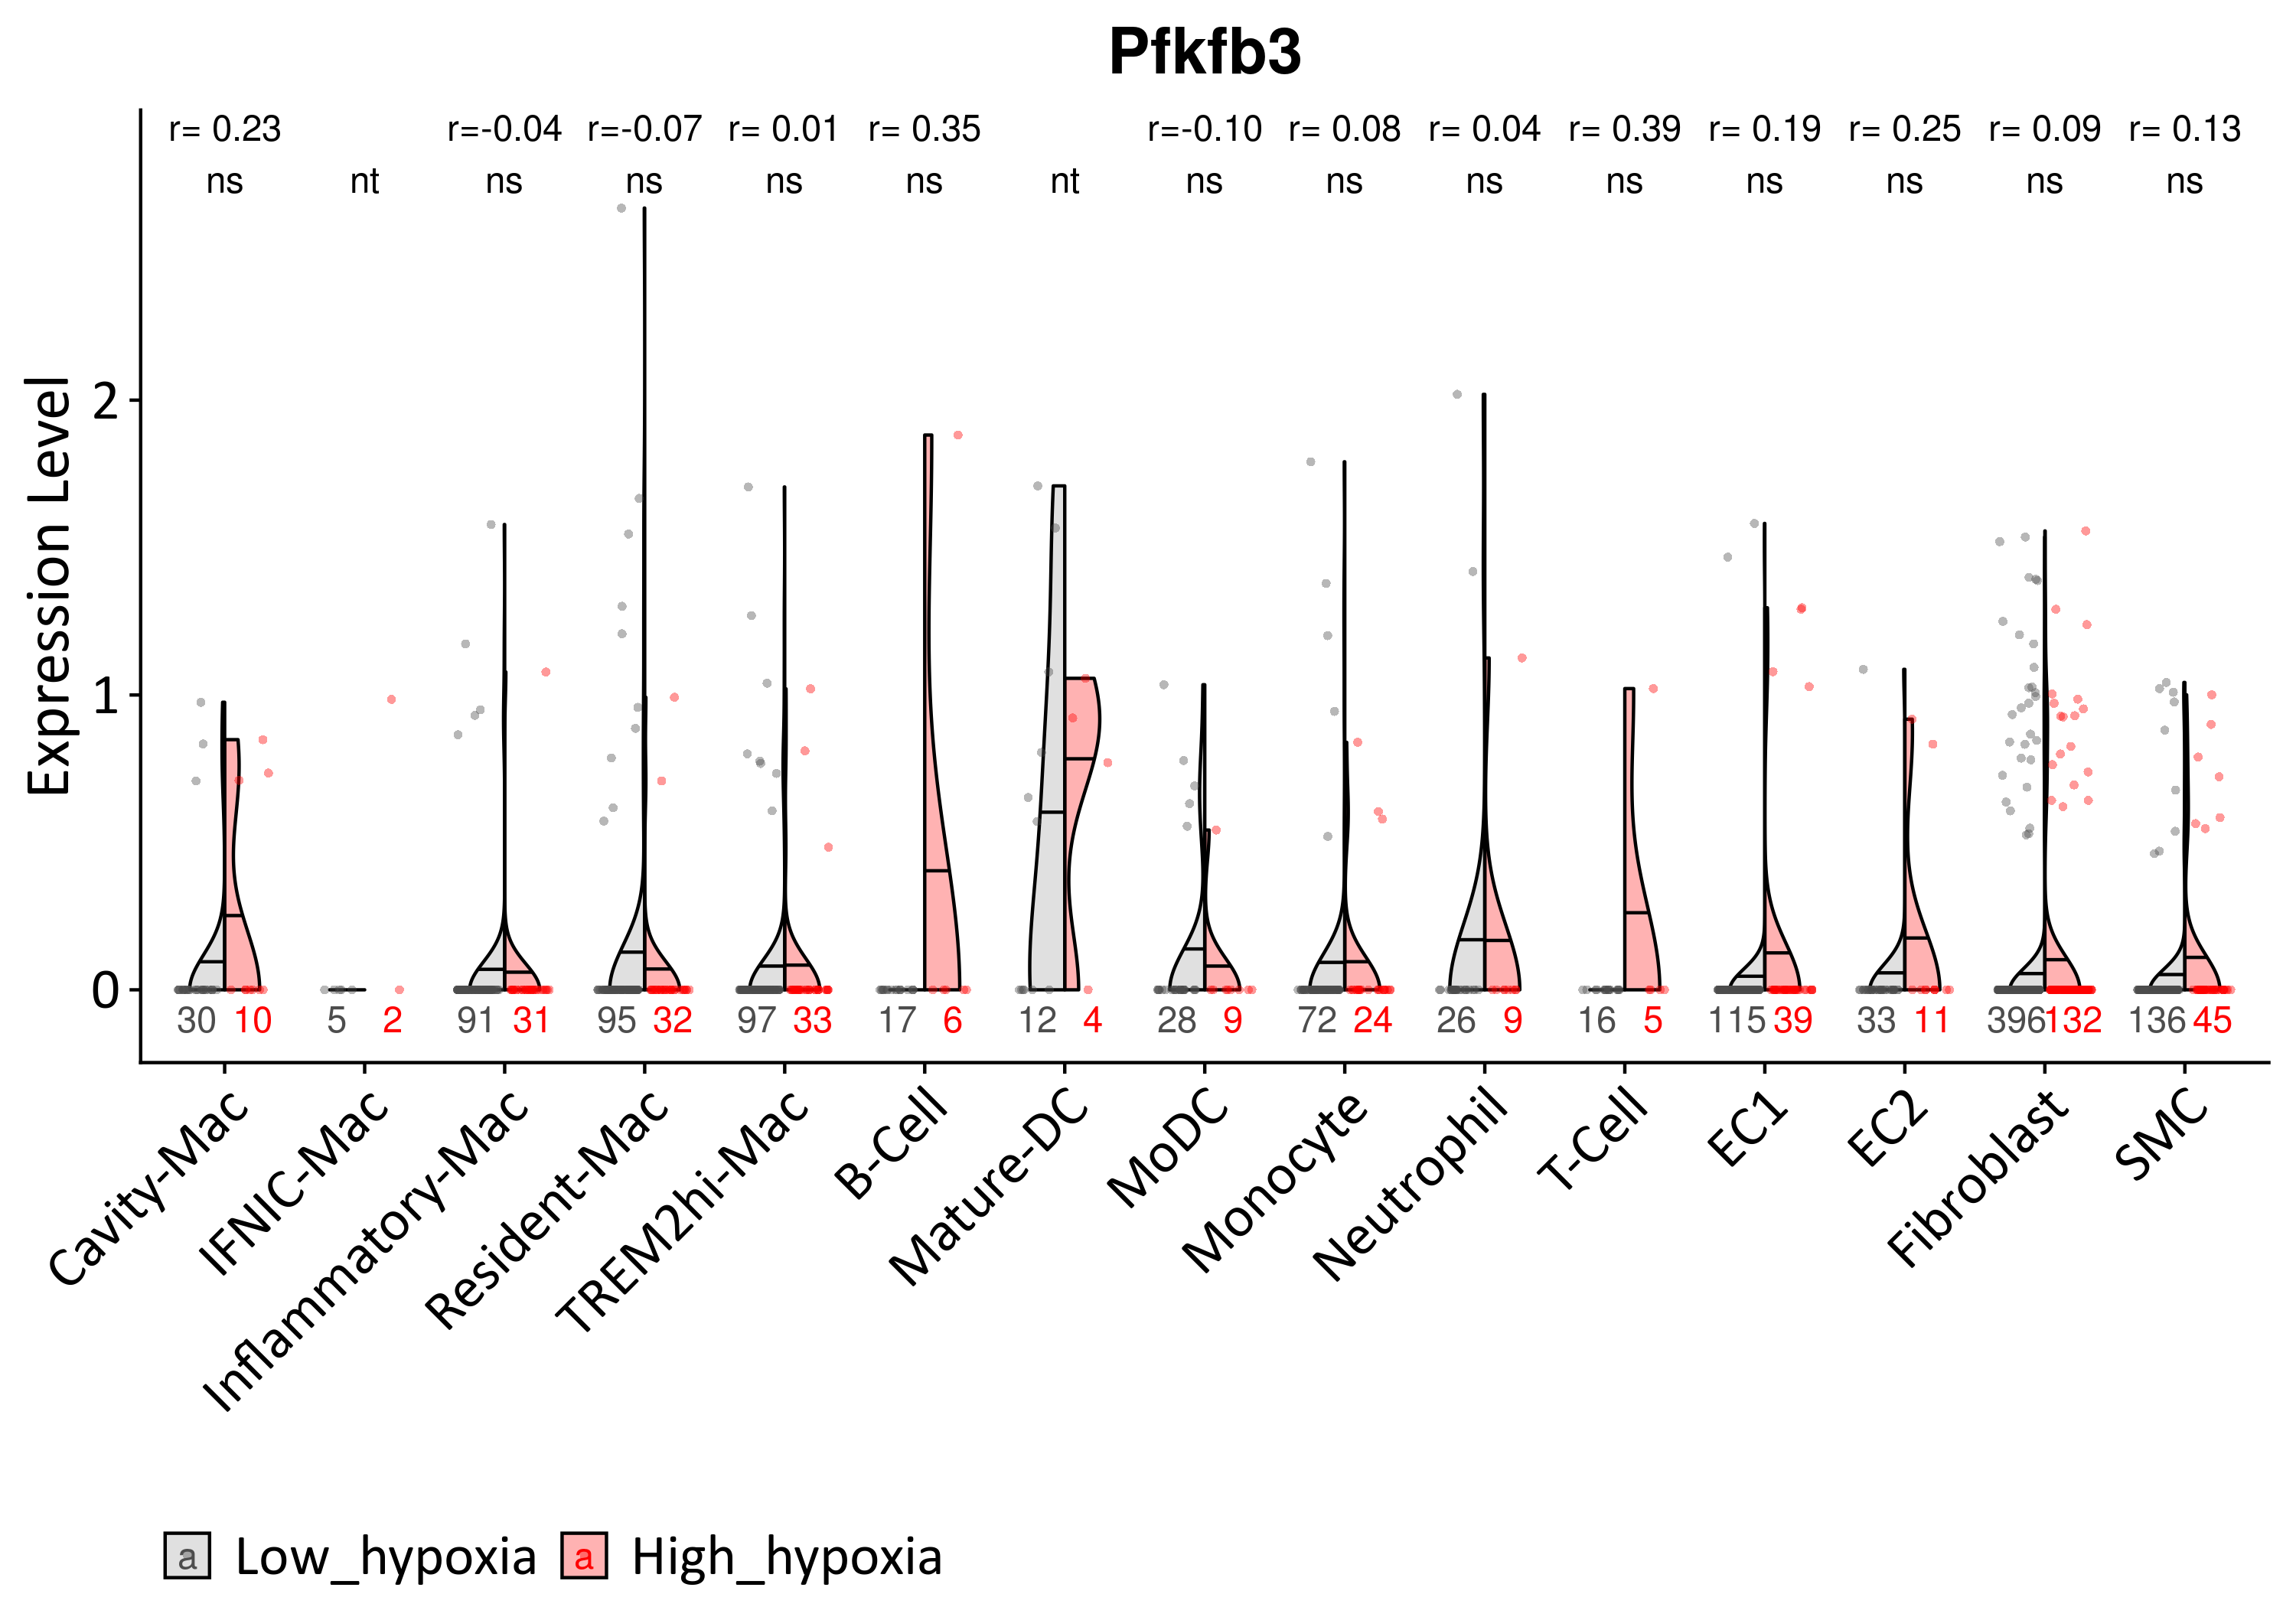 Pfkfb3
r= 0.23 r=-0.04 r=-0.07 r= 0.01 r= 0.35 r=-0.10 r= 0.08 r= 0.04 r= 0.39 r= 0.19 r= 0.25 r= 0.09 r= 0.13
ns nt ns ns ns ns nt ns ns ns ns ns ns ns ns
Expression Level
2
1
0
30 10 5 2 91 31 95 32 97 33 17 6 12 4 28 9 72 24 26 9 16 5 115 39 33 11 396 132 136 45
Cavity-Mac
IFNIC-Mac
Inflammatory-Mac
Resident-Mac
TREM2hi-Mac
B-Cell
Mature-DC
MoDC
Monocyte
Neutrophil
T-Cell
EC1
EC2
Fibroblast
SMC
a Low_hypoxia a High_hypoxia